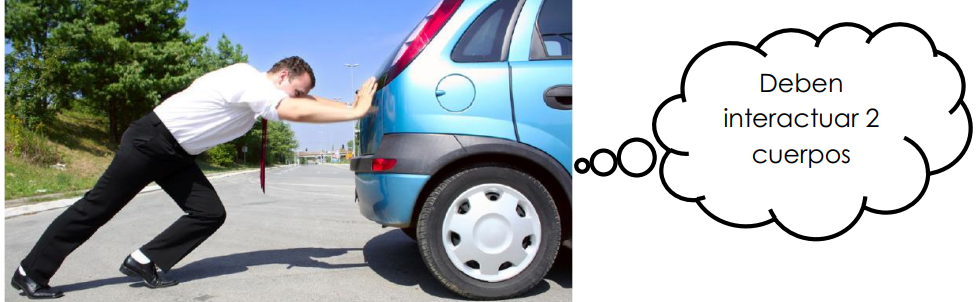 Deben
interactuar 2
cuerpos